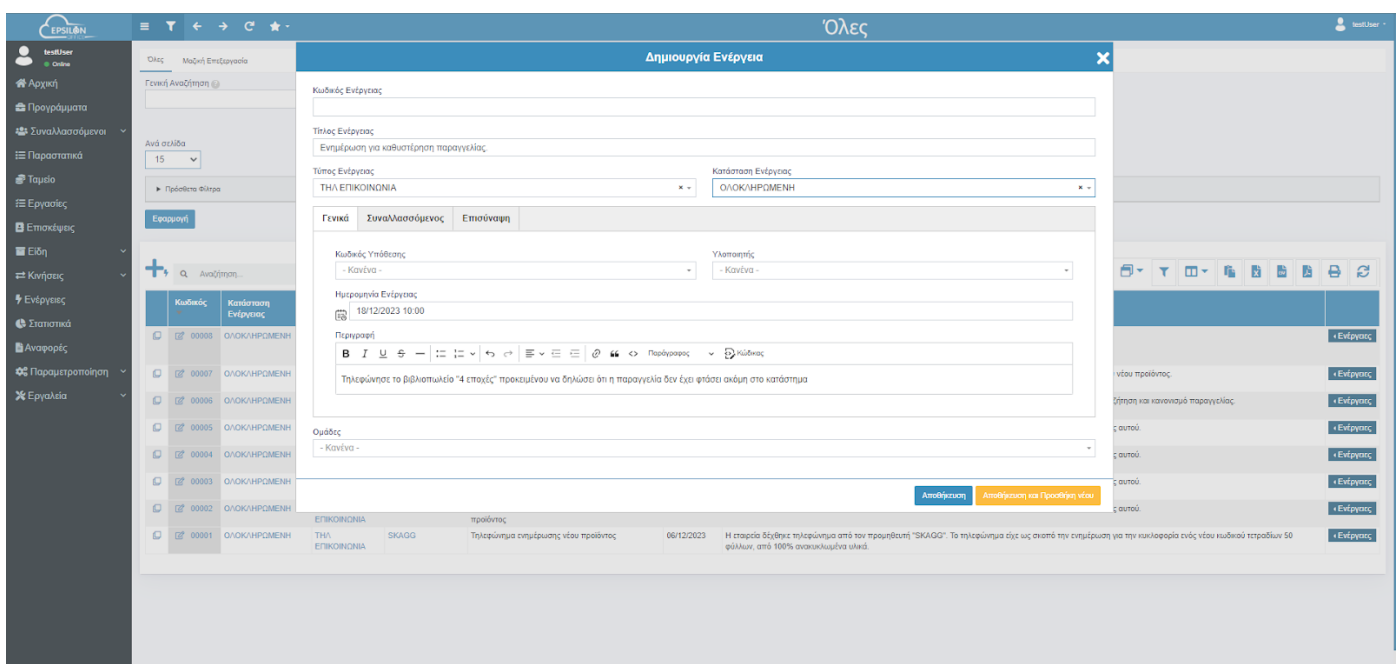 EPSILON
Όλες
testUser
testUser
Online
Αρχική
Προγράμματα
Συναλλασσόμενοι
Παραστατικά
Ταμείο
Εργασίες
Επισκέψεις
Είδη
Κινήσεις
Ενέργειες
Στατιστικά
Αναφορές
Παραμετροποίηση
Εργαλεία
Όλες Μαζική Επεξεργασία
Γενική Αναζήτηση
Ανά σελίδα
15
Πρόσθετα Φίλτρα
Εφαρμογή
Αναζήτηση...
Δημιουργία Ενέργεια
Κωδικός Ενέργειας
Τίτλος Ενέργειας
Ενημέρωση για καθυστέρηση παραγγελίας.
Τύπος Ενέργειας Κατάσταση Ενέργειας
ΤΗΛ ΕΠΙΚΟΙΝΩΝΙΑ ΟΛΟΚΛΗΡΩΜΕΝΗ
Γενικά Συναλλασσόμενος Επισύναψη
Κωδικός Υπόθεσης Υλοποιητής
- Κανένα - - Κανένα -
Ημερομηνία Ενέργειας
18/12/2023 10:00
Περιγραφή
Παράγραφος Κώδικας
Τηλεφώνησε το βιβλιοπωλείο "4 εποχές" προκειμένου να δηλώσει ότι η παραγγελία δεν έχει φτάσει ακόμη στο κατάστημα
Ομάδες
- Κανένα -
Αποθήκευση Αποθήκευση και Προσθήκη νέου
Κωδικός Κατάσταση
Ενέργειας
00008 ΟΛΟΚΛΗΡΩΜΕΝΗ Ενέργειες
00007 ΟΛΟΚΛΗΡΩΜΕΝΗ νέου προϊόντος. Ενέργειες
00006 ΟΛΟΚΛΗΡΩΜΕΝΗ ζήτηση και κανονισμό παραγγελίας. Ενέργειες
00005 ΟΛΟΚΛΗΡΩΜΕΝΗ ς αυτού. Ενέργειες
00004 ΟΛΟΚΛΗΡΩΜΕΝΗ ς αυτού. Ενέργειες
00003 ΟΛΟΚΛΗΡΩΜΕΝΗ ς αυτού. Ενέργειες
00002 ΟΛΟΚΛΗΡΩΜΕΝΗ ς αυτού. Ενέργειες
ΕΠΙΚΟΙΝΩΝΙΑ προϊόντος
00001 ΟΛΟΚΛΗΡΩΜΕΝΗ ΤΗΛ SKAGG Τηλεφώνημα ενημέρωσης νέου προϊόντος 06/12/2023 Η εταιρεία δέχθηκε τηλεφώνημα από τον προμηθευτή "SKAGG". Το τηλεφώνημα είχε ως σκοπό την ενημέρωση για την κυκλοφορία ενός νέου κωδικού τετραδίων 50 Ενέργειες
ΕΠΙΚΟΙΝΩΝΙΑ φύλλων, από 100% ανακυκλωμένα υλικά.